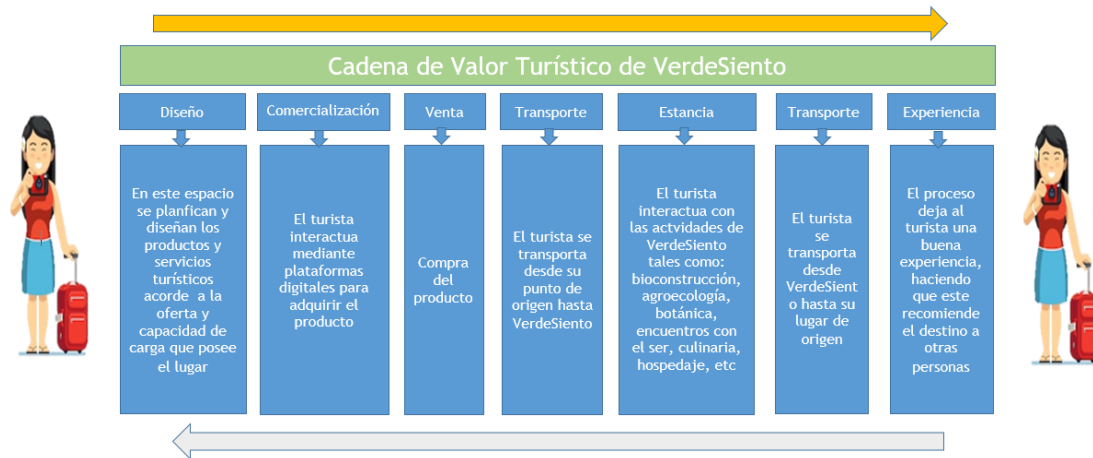 Cadena de Valor Turístico de VerdeSiento
Diseño
Comercialización
Venta
Transporte
Estancia
Transporte
Experiencia
En este espacio
se planfican y
diseñan los
productos y
servicios
turísticos
acorde a la
oferta y
capacidad de
carga que posee
el lugar
El turista
interactua
mediante
plataformas
digitales para
adquirir el
producto
Compra
del
producto
El turista se
transporta
desde su
punto de
origen hasta
VerdeSiento
El turista
interactua con
las actvidades de
VerdeSiento
tales como:
bioconstrucción,
agroecología,
botánica,
encuentros con
el ser, culinaria,
hospedaje, etc
El turista
se
transporta
desde
VerdeSient
o hasta su
lugar de
origen
El proceso
deja al
turista una
buena
experiencia,
haciendo
que este
recomiende
el destino a
otras
personas